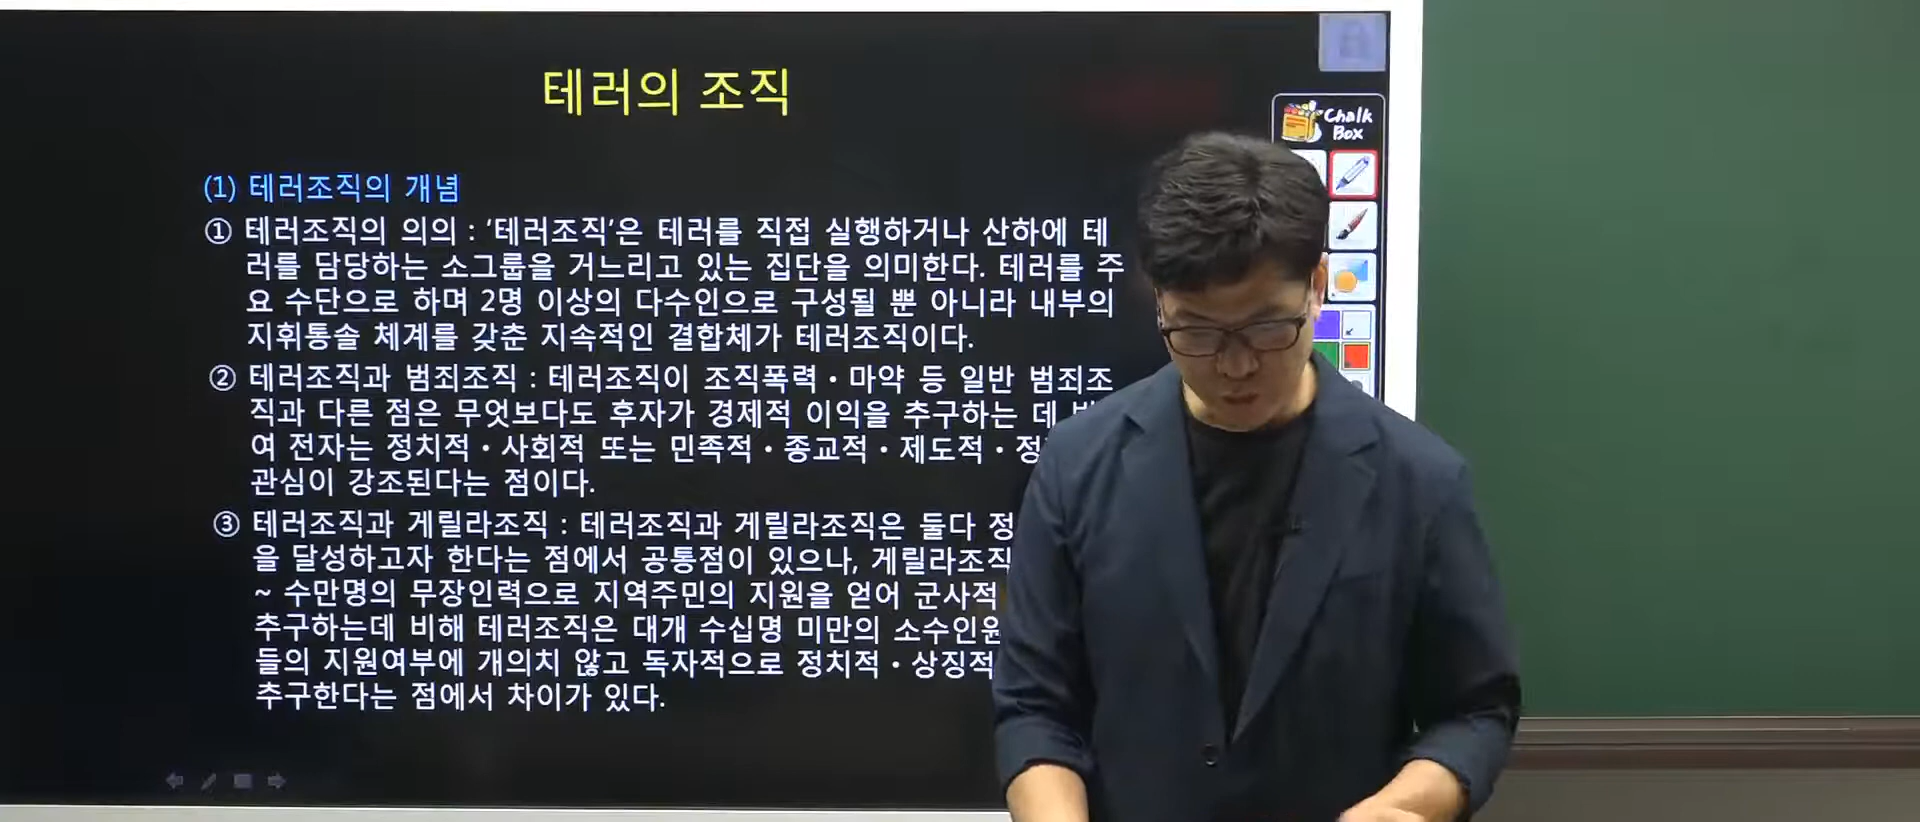 테러의 조직
Chalk
Box
(1) 테러조직의 개념
① 테러조직의 의의 : '테러조직'은 테러를 직접 실행하거나 산하에 테
러를 담당하는 소그룹을 거느리고 있는 집단을 의미한다. 테러를 주
요 수단으로 하며 2명 이상의 다수인으로 구성될 뿐 아니라 내부의
지휘통솔 체계를 갖춘 지속적인 결합체가 테러조직이다.
② 테러조직과 범죄조직 : 테러조직이 조직폭력・마약 등 일반 범죄조
직과 다른 점은 무엇보다도 후자가 경제적 이익을 추구하는 데
여 전자는 정치적・사회적 또는 민족적・종교적・제도적・
관심이 강조된다는 점이다.
③ 테러조직과 게릴라조직 : 테러조직과 게릴라조직은 둘다
을 달성하고자 한다는 점에서 공통점이 있으나, 게릴라조직
~ 수만명의 무장인력으로 지역주민의 지원을 얻어 군사적
추구하는데 비해 테러조직은 대개 수십명 미만의 소수인원
들의 지원여부에 개의치 않고 독자적으로 정치적・상징적
추구한다는 점에서 차이가 있다.